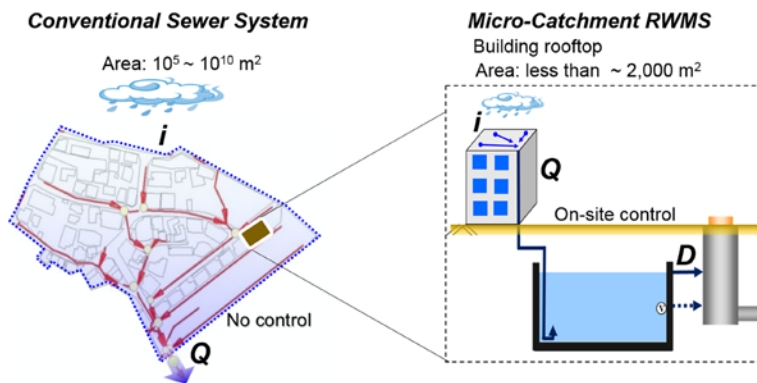 Conventional Sewer System
Area: 10⁵ ~ 10¹⁰ m²
i
No control
Q
Micro-Catchment RWMS
Building rooftop
Area: less than ~ 2,000 m²
i
Q
On-site control
D
V